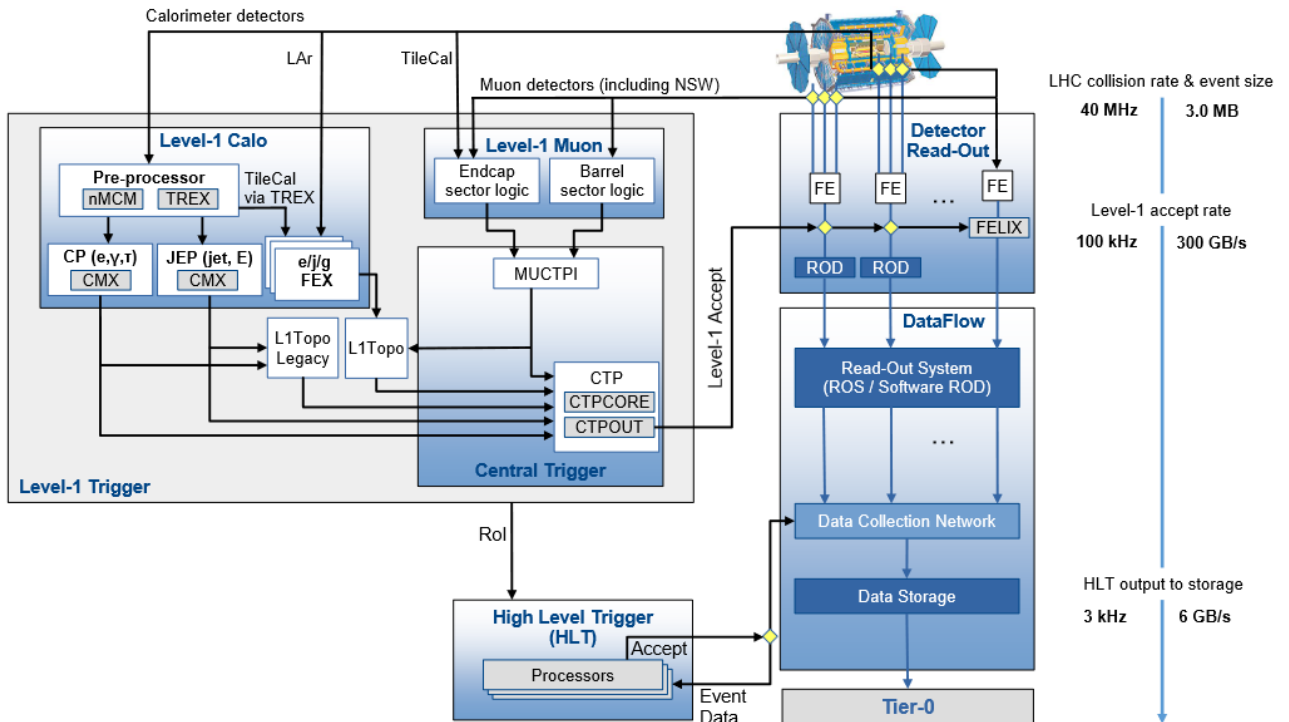 Calorimeter detectors
LAr
TileCal
Muon detectors (including NSW)
LHC collision rate & event size
40 MHz 3.0 MB
Level-1 Calo
Pre-processor
nMCM TREX
TileCal
via TREX
CP (e,γ,τ)
CMX
JEP (jet, E)
CMX
e/j/g
FEX
Level-1 Muon
Endcap
sector logic
Barrel
sector logic
MUCTPI
L1Topo
Legacy
L1Topo
CTP
CTPCORE
CTPOUT
Central Trigger
Level-1 Trigger
Level-1 Accept
Detector
Read-Out
FE
FE
...
FE
FELIX
ROD
ROD
Level-1 accept rate
100 kHz 300 GB/s
DataFlow
Read-Out System
(ROS / Software ROD)
...
Data Collection Network
Data Storage
Tier-0
RoI
High Level Trigger
(HLT)
Accept
Processors
Event
Data
HLT output to storage
3 kHz 6 GB/s